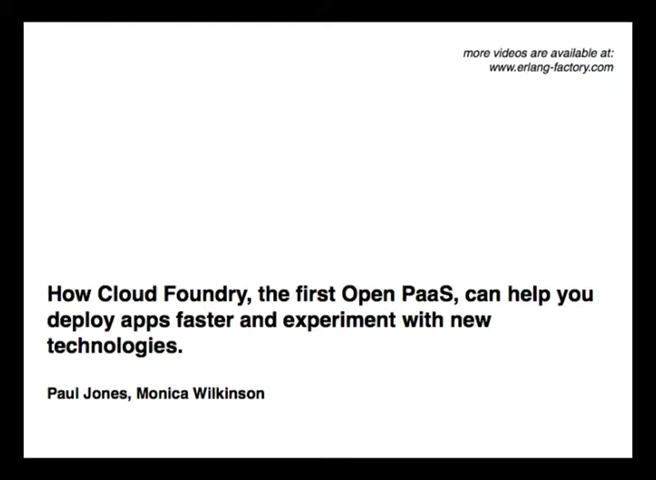 more videos are available at:
www.erlang-factory.com
How Cloud Foundry, the first Open PaaS, can help you
deploy apps faster and experiment with new
technologies.
Paul Jones, Monica Wilkinson